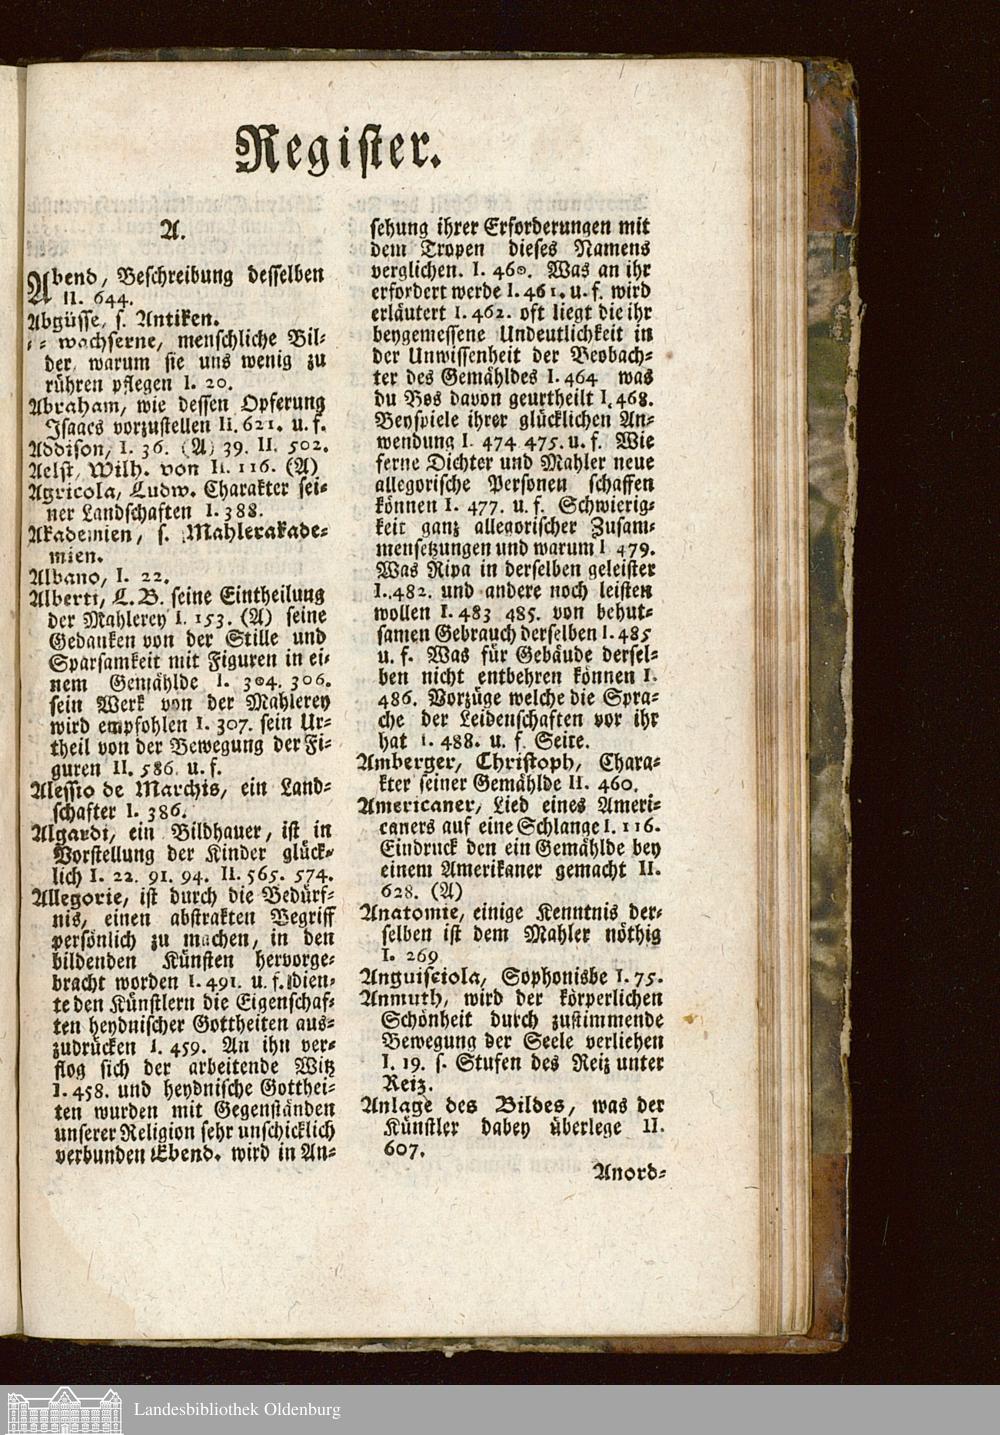 Register.
A.
Abend, Beschreibung desselben
II. 644.
Abgüsse, s. Antiken.
- - wachserne, menschliche Bil-
der, warum sie uns wenig zu
rühren pflegen I. 20.
Abraham, wie dessen Opferung
Isaacs vorzustellen II. 621. u. f.
Addison, I. 36. (A) 39. II. 502.
Aelst, Wilh. von II. 116. (A)
Agricola, Ludw. Charakter sei-
ner Landschaften I. 388.
Akademien, s. Mahlerakade-
mien.
Albano, I. 22.
Alberti, L. B. seine Eintheilung
der Mahlerey I. 153. (A) seine
Gedanken von der Stille und
Sparsamkeit mit Figuren in ei-
nem Gemählde I. 304. 306.
sein Werk von der Mahlerey
wird empfohlen I. 307. sein Ur-
theil von der Bewegung der Fi-
guren II. 586. u. f.
Alessio de Marchis, ein Land-
schafter I. 386.
Algardi, ein Bildhauer, ist in
Vorstellung der Kinder glück-
lich I. 22. 91. 94. II. 565. 574.
Allegorie, ist durch die Bedürf-
nis, einen abstrakten Begriff
persönlich zu machen, in den
bildenden Künsten hervorge-
bracht worden I. 491. u. f. dien-
te den Künstlern die Eigenschaf-
ten heydnischer Gottheiten aus-
zudrücken I. 459. An ihn ver-
flog sich der arbeitende Witz
I. 458. und heydnische Gotthei-
ten wurden mit Gegenständen
unserer Religion sehr unschicklich
verbunden Ebend. wird in An-
sehung ihrer Erforderungen mit
dem Tropen dieses Namens
verglichen. I. 460. Was an ihr
erfordert werde I. 461. u. f. wird
erläutert I. 462. oft liegt die ihr
beygemessene Undeutlichkeit in
der Unwissenheit der Beobach-
ter des Gemähldes I. 464 was
du Bos davon geurtheilt I. 468.
Beyspiele ihrer glücklichen An-
wendung I. 474 475. u. f. Wie
ferne Dichter und Mahler neue
allegorische Personen schaffen
können I. 477. u. f. Schwierig-
keit ganz allegorischer Zusam-
mensetzungen und warum I 479.
Was Ripa in derselben geleistet
I. 482. und andere noch leisten
wollen I. 483 485. von behut-
samen Gebrauch derselben I. 485
u. f. Was für Gebäude dersel-
ben nicht entbehren können I.
486. Vorzüge welche die Spra-
che der Leidenschaften vor ihr
hat I. 488. u. f. Seite.
Amberger, Christoph, Chara-
kter seiner Gemählde II. 460.
Americaner, Lied eines Ameri-
caners auf eine Schlange I. 116.
Eindruck den ein Gemählde bey
einem Amerikaner gemacht II.
628. (A)
Anatomie, einige Kenntnis der-
selben ist dem Mahler nöthig
I. 269
Anguisciola, Sophonisbe I. 75.
Anmuth, wird der körperlichen
Schönheit durch zustimmende
Bewegung der Seele verliehen
I. 19. s. Stufen des Reiz unter
Reiz.
Anlage des Bildes, was der
Künstler dabey überlege II.
607.
Anord-
Landesbibliothek Oldenburg